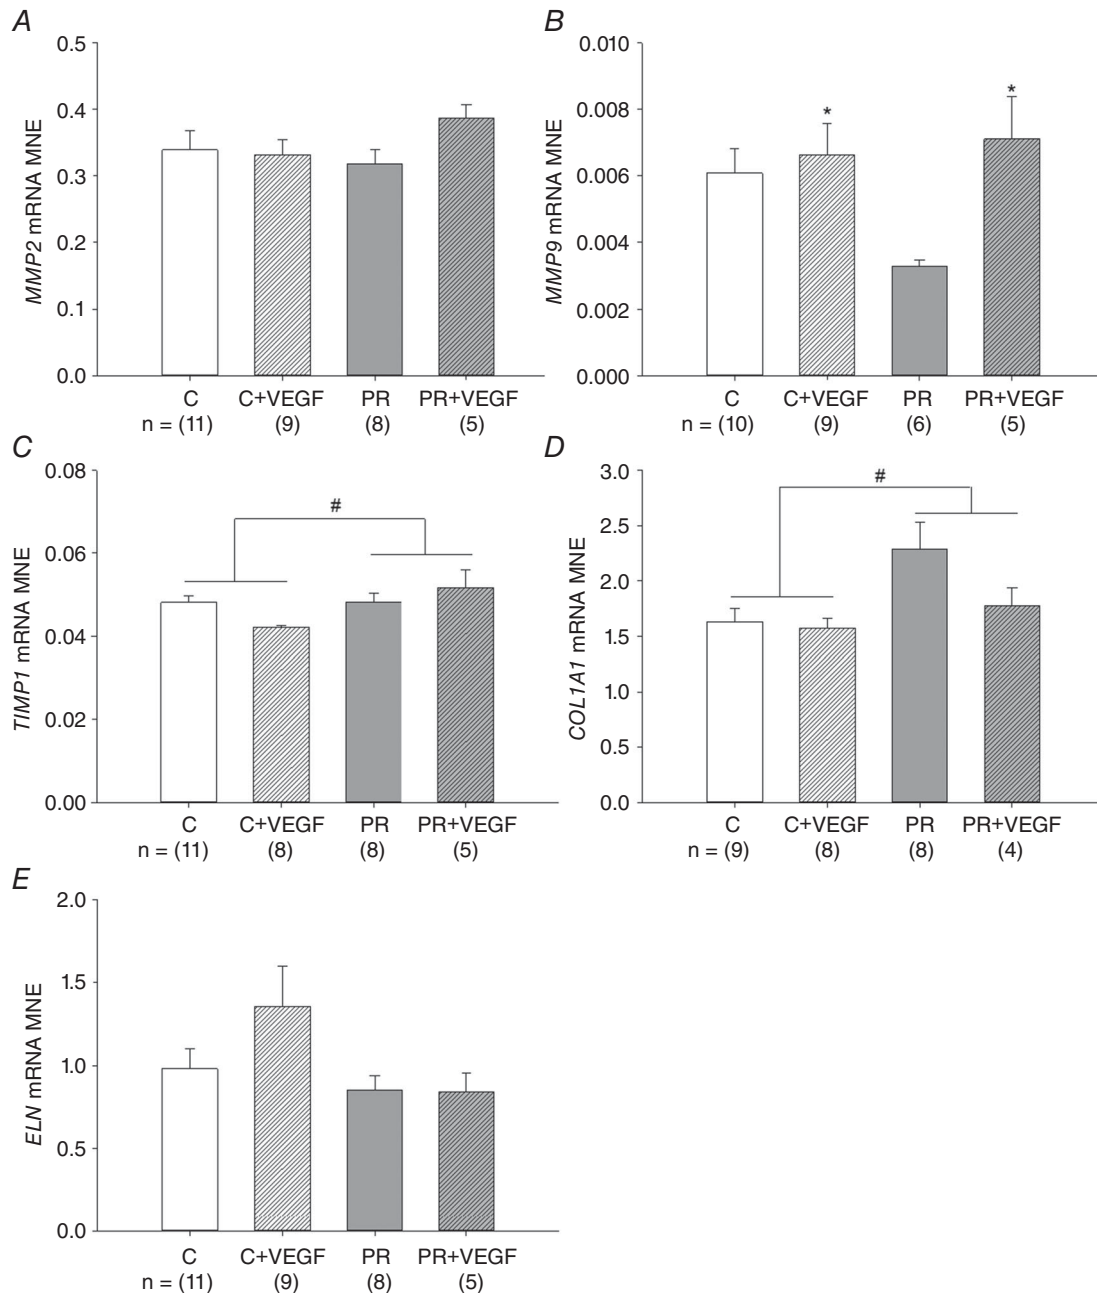 A
MMP2 mRNA MNE
0.5
0.4
0.3
0.2
0.1
0.0
C C+VEGF PR PR+VEGF
n = (11) (9) (8) (5)
B
MMP9 mRNA MNE
0.010
0.008
0.006
0.004
0.002
0.000
* *
C C+VEGF PR PR+VEGF
n = (10) (9) (6) (5)
C
TIMP1 mRNA MNE
0.08
0.06
0.04
0.02
0.00
#
C C+VEGF PR PR+VEGF
n = (11) (8) (8) (5)
D
COL1A1 mRNA MNE
3.0
2.5
2.0
1.5
1.0
0.5
0.0
#
C C+VEGF PR PR+VEGF
n = (9) (8) (8) (4)
E
ELN mRNA MNE
2.0
1.5
1.0
0.5
0.0
C C+VEGF PR PR+VEGF
n = (11) (9) (8) (5)